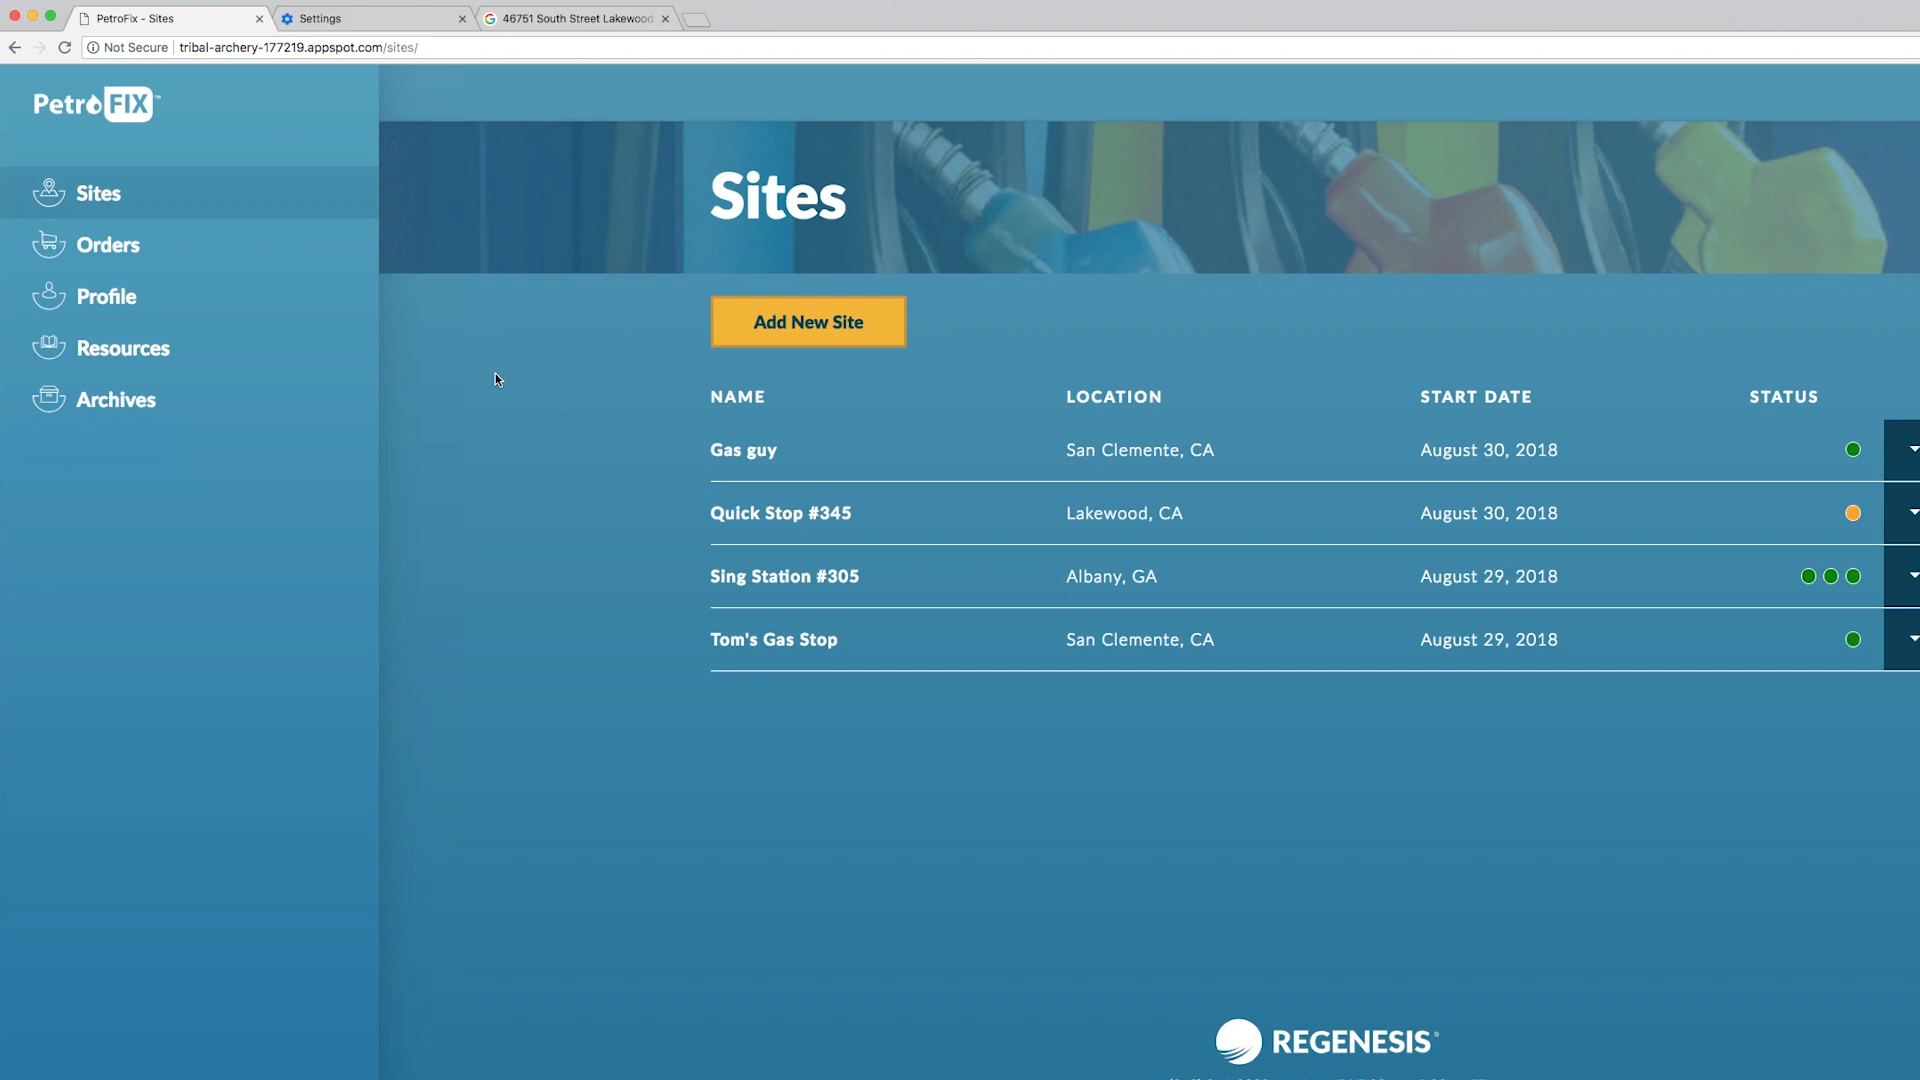 PetroFix - Sites
Settings
46751 South Street Lakewood
Not Secure
tribal-archery-177219.appspot.com/sites/
PetroFIX™
Sites
Orders
Profile
Resources
Archives
Sites
Add New Site
NAME LOCATION START DATE STATUS
Gas guy San Clemente, CA August 30, 2018
Quick Stop #345 Lakewood, CA August 30, 2018
Sing Station #305 Albany, GA August 29, 2018
Tom's Gas Stop San Clemente, CA August 29, 2018
REGENESIS®